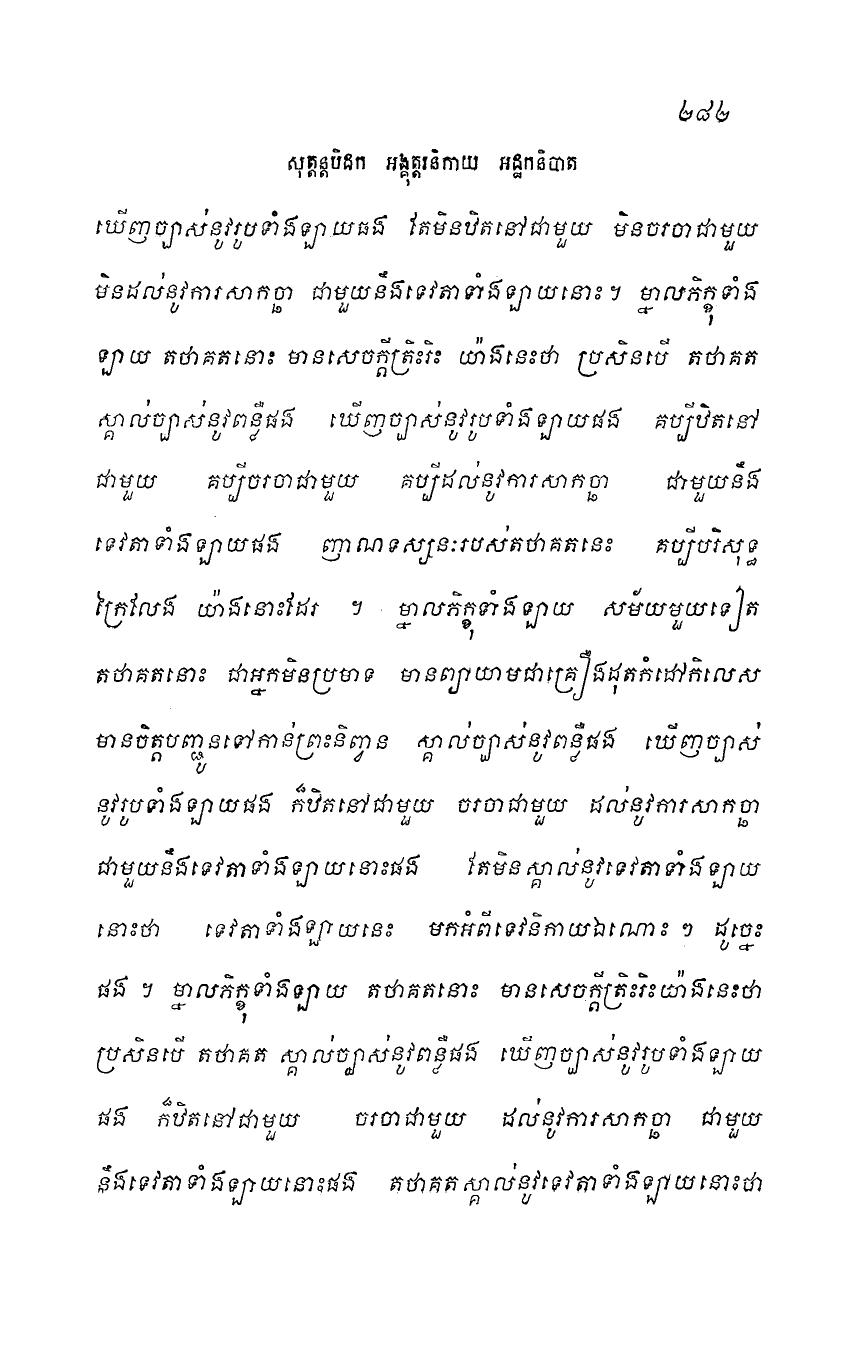 ២៨២
សុត្តន្តបិដក អង្គុត្តរនិកាយ អដ្ឋកនិបាត
ឃើញច្បាស់នូវរូបទាំងឡាយផង តែមិនឋិតនៅជាមួយ មិនចរចាជាមួយ
មិនដល់នូវការសាកច្ឆា ជាមួយនឹងទេវតាទាំងឡាយនោះ។ ម្នាលភិក្ខុទាំង
ឡាយ តថាគតនោះ មានសេចក្តីត្រិះរិះ យ៉ាងនេះថា ប្រសិនបើ តថាគត
ស្គាល់ច្បាស់នូវពន្លឺផង ឃើញច្បាស់នូវរូបទាំងឡាយផង គប្បីឋិតនៅ
ជាមួយ គប្បីចរចាជាមួយ គប្បីដល់នូវការសាកច្ឆា ជាមួយនឹង
ទេវតាទាំងឡាយផង ញាណទស្សនៈរបស់តថាគតនេះ គប្បីបរិសុទ្ធ
ក្រៃលែង យ៉ាងនោះដែរ ។ ម្នាលភិក្ខុទាំងឡាយ សម័យមួយទៀត
តថាគតនោះ ជាអ្នកមិនប្រមាទ មានព្យាយាមជាគ្រឿងដុតកំដៅកិលេស
មានចិត្តបញ្ជូនទៅកាន់ព្រះនិព្វាន ស្គាល់ច្បាស់នូវពន្លឺផង ឃើញច្បាស់
នូវរូបទាំងឡាយផង ក៏ឋិតនៅជាមួយ ចរចាជាមួយ ដល់នូវការសាកច្ឆា
ជាមួយនឹងទេវតាទាំងឡាយនោះផង តែមិនស្គាល់នូវទេវតាទាំងឡាយ
នោះថា ទេវតាទាំងឡាយនេះ មកអំពីទេវនិកាយឯណោះ ៗ ដូច្នេះ
ផង ។ ម្នាលភិក្ខុទាំងឡាយ តថាគតនោះ មានសេចក្តីត្រិះរិះយ៉ាងនេះថា
ប្រសិនបើ តថាគត ស្គាល់ច្បាស់នូវពន្លឺផង ឃើញច្បាស់នូវរូបទាំងឡាយ
ផង ក៏ឋិតនៅជាមួយ ចរចាជាមួយ ដល់នូវការសាកច្ឆា ជាមួយ
នឹងទេវតាទាំងឡាយនោះផង តថាគតស្គាល់នូវទេវតាទាំងឡាយនោះថា